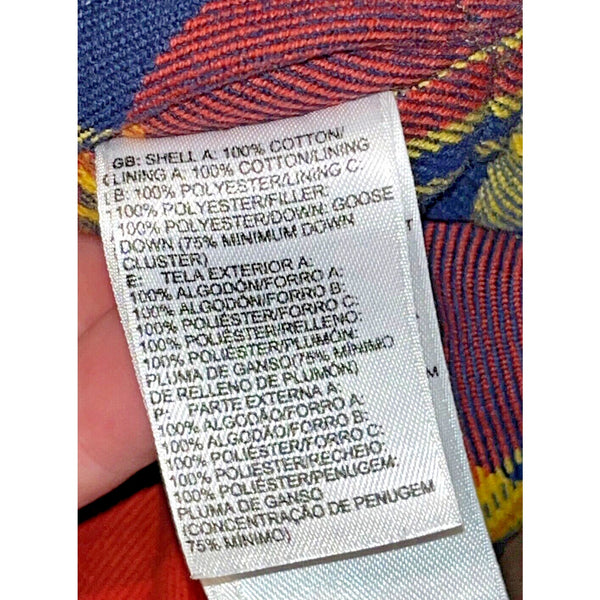 GB: SHELL A: 100% COTTON/
LINING A: 100% COTTON/LINING
B: 100% POLYESTER/LINING C:
100% POLYESTER/FILLER:
100% POLYESTER/DOWN: GOOSE
DOWN (75% MINIMUM DOWN
CLUSTER)
E: TELA EXTERIOR A:
100% ALGODÓN/FORRO A:
100% ALGODÓN/FORRO B:
100% POLIÉSTER/FORRO C:
100% POLIÉSTER/RELLENO:
100% POLIÉSTER/PLUMÓN:
PLUMA DE GANSO(75% MÍNIMO
DE RELLENO DE PLUMÓN)
P: PARTE EXTERNA A:
100% ALGODÃO/FORRO A:
100% ALGODÃO/FORRO B:
100% POLIÉSTER/FORRO C:
100% POLIÉSTER/RECHEIO:
100% POLIÉSTER/PENUGEM:
PLUMA DE GANSO
(CONCENTRAÇÃO DE PENUGEM
75% MÍNIMO)